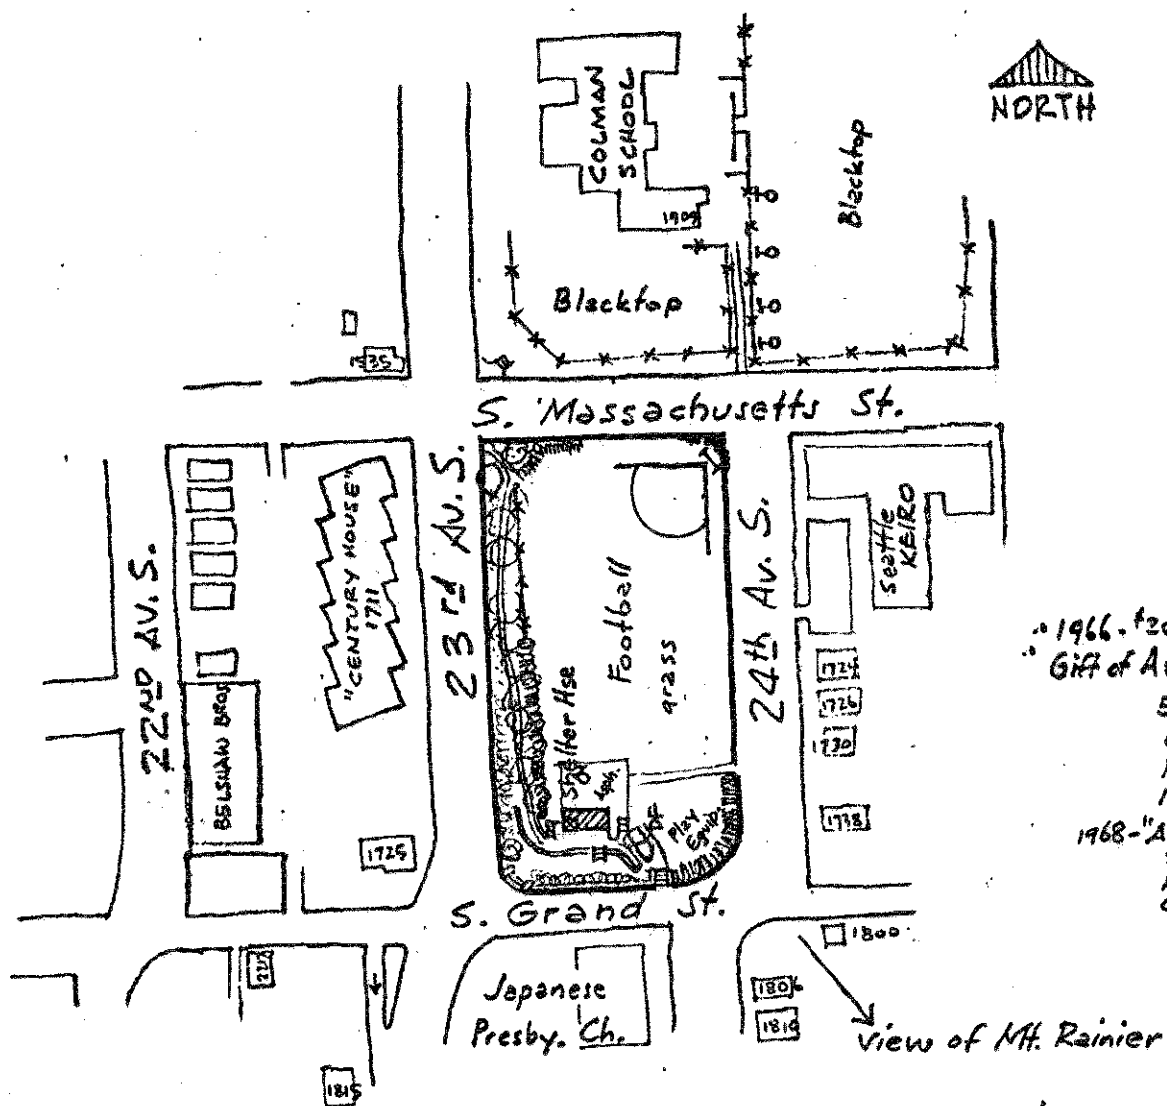 NORTH
COLMAN
SCHOOL
1909
Blacktop
Blacktop
S. Massachusetts St.
22ND AV. S.
"CENTURY HOUSE"
1711
23rd AV. S.
24th Av. S.
Football
grass
Shelter Hse
Play
Equip.
Seattle
KEIRO
BELSHAW BROS
1725
1724
1726
1730
1738
S. Grand St.
Japanese
Presby. Ch.
1800
1806
1810
1815
view of Mt. Rainier
" 1966 - $20
" Gift of
1968 - "A